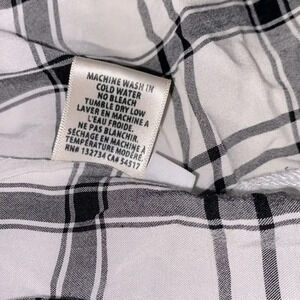 MACHINE WASH IN
COLD WATER
NO BLEACH
TUMBLE DRY LOW
LAVER EN MACHINE A
L'EAU FROIDE.
NE PAS BLANCHIR.
SÉCHAGE EN MACHINE A
TEMPÉRATURE MODÉRÉ.
RN# 132734 CA# 54517